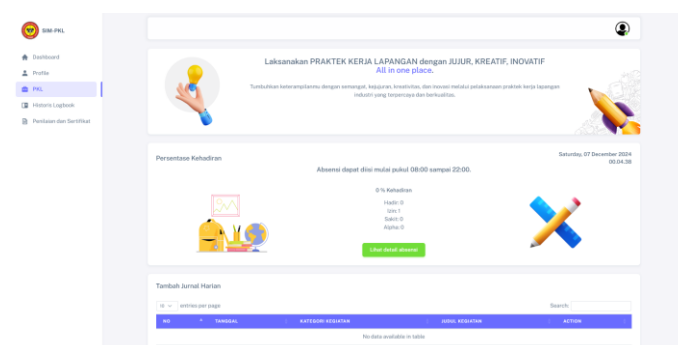 SIM-PKL
Dashboard
Profile
PKL
Historis Logbook
Penilaian dan Sertifikat
Laksanakan PRAKTEK KERJA LAPANGAN dengan JUJUR, KREATIF, INOVATIF
All in one place.
Tumbuhkan keterampilanmu dengan semangat, kejujuran, kreativitas, dan inovasi melalui pelaksanaan praktek kerja lapangan
industri yang terpercaya dan berkualitas.
Persentase Kehadiran
Saturday, 07 December 2024
00.04.38
Absensi dapat diisi mulai pukul 08:00 sampai 22:00.
0 % Kehadiran
Hadir: 0
Izin: 1
Sakit: 0
Alpha: 0
Lihat detail absensi
Tambah Jurnal Harian
10 entries per page
Search:
NO TANGGAL KATEGORI KEGIATAN JUDUL KEGIATAN ACTION
No data available in table